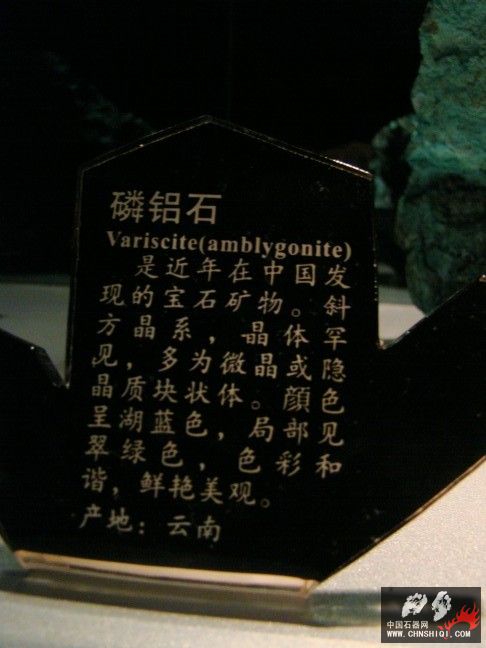 磷铝石
Variscite(amblygonite)
是近年在中国发
现的宝石矿物。斜
方晶系，晶体罕
见，多为微晶或隐
晶质块状体。顔色
呈湖蓝色，局部见
翠绿色，色彩和
谐，鲜艳美观。
产地：云南
中国石器网
WWW.CHNSHIQI.COM